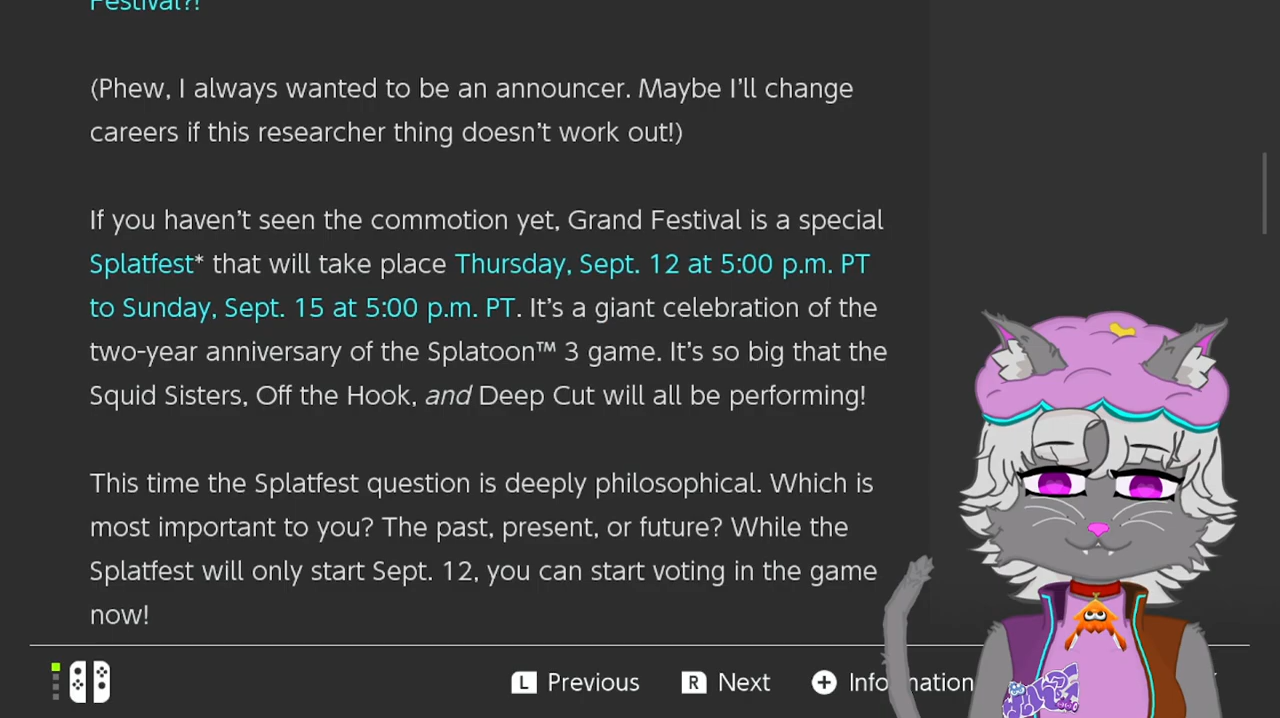 Festival?!
(Phew, I always wanted to be an announcer. Maybe I'll change
careers if this researcher thing doesn't work out!)
If you haven't seen the commotion yet, Grand Festival is a special
Splatfest* that will take place Thursday, Sept. 12 at 5:00 p.m. PT
to Sunday, Sept. 15 at 5:00 p.m. PT. It's a giant celebration of the
two-year anniversary of the Splatoon™ 3 game. It's so big that the
Squid Sisters, Off the Hook, and Deep Cut will all be performing!
This time the Splatfest question is deeply philosophical. Which is
most important to you? The past, present, or future? While the
Splatfest will only start Sept. 12, you can start voting in the game
now!
L Previous R Next + Information